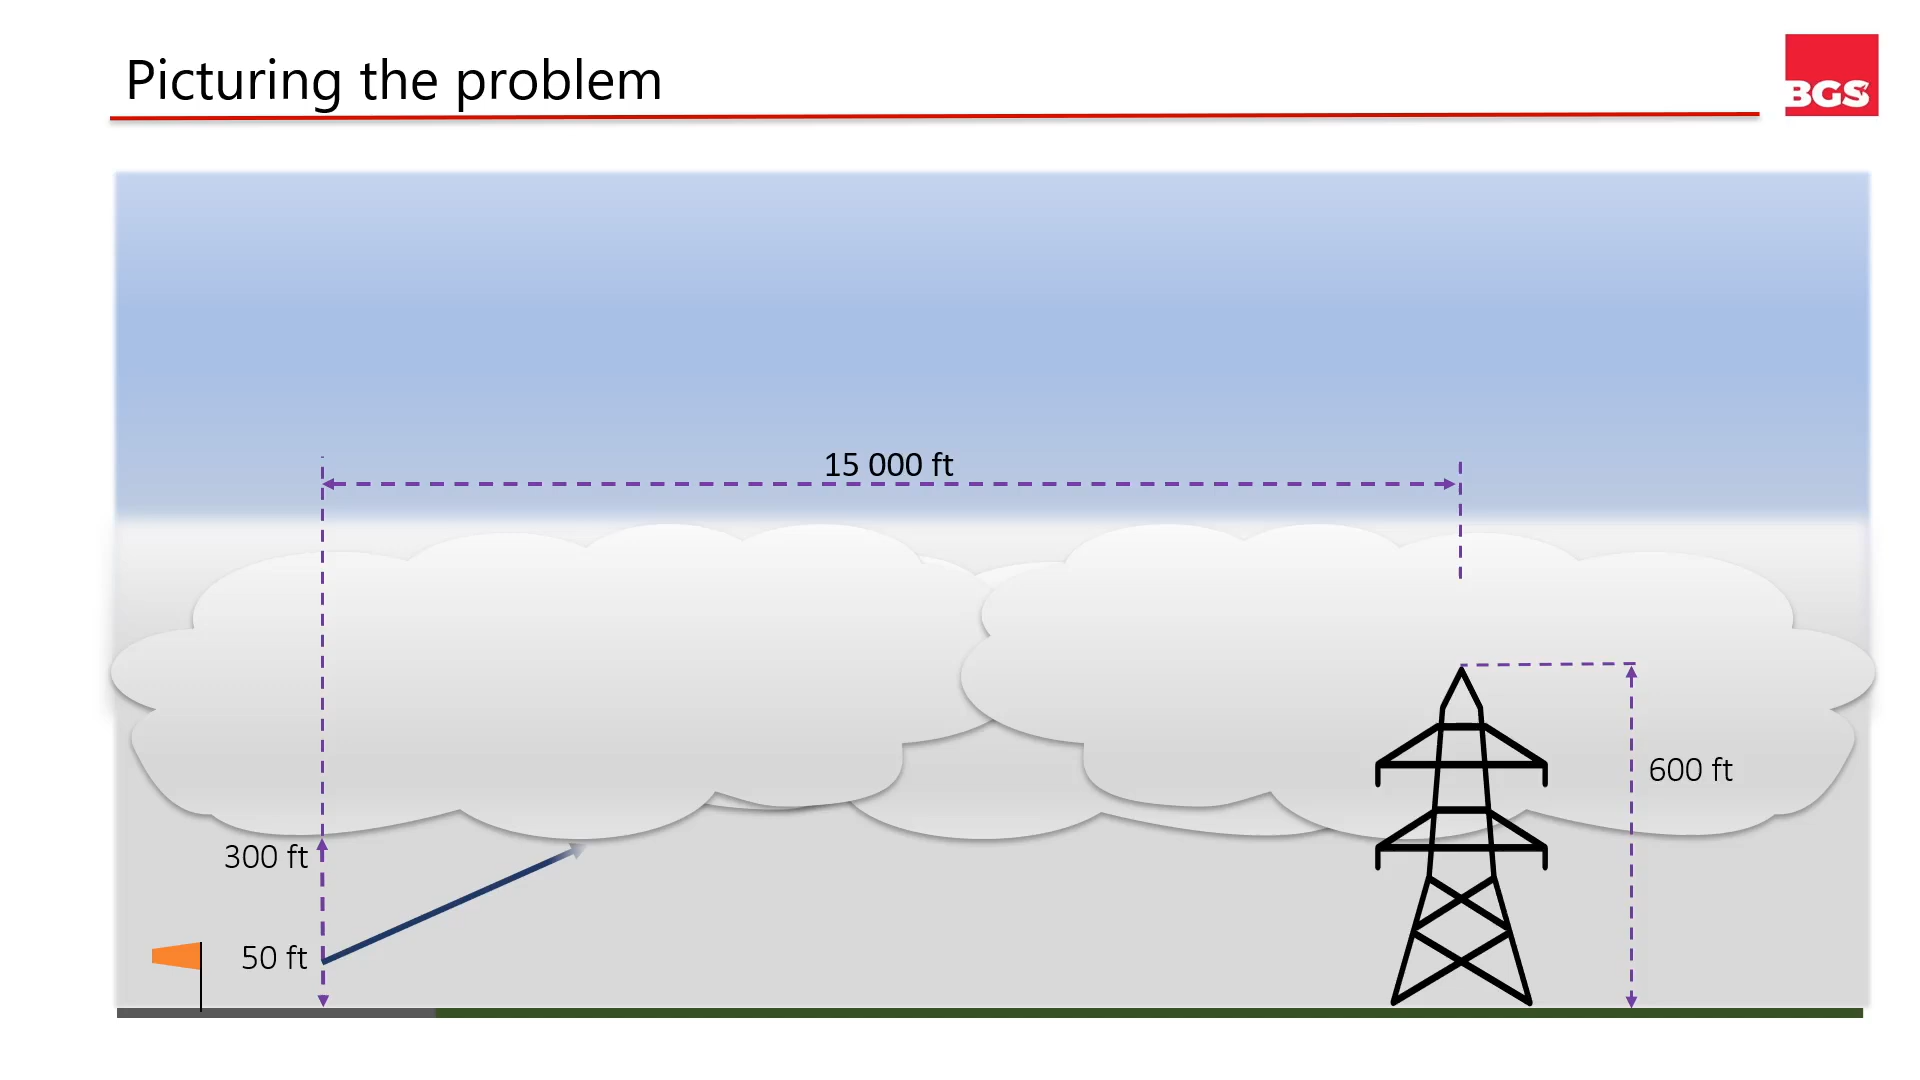 Picturing the problem
BGS
15 000 ft
600 ft
300 ft
50 ft